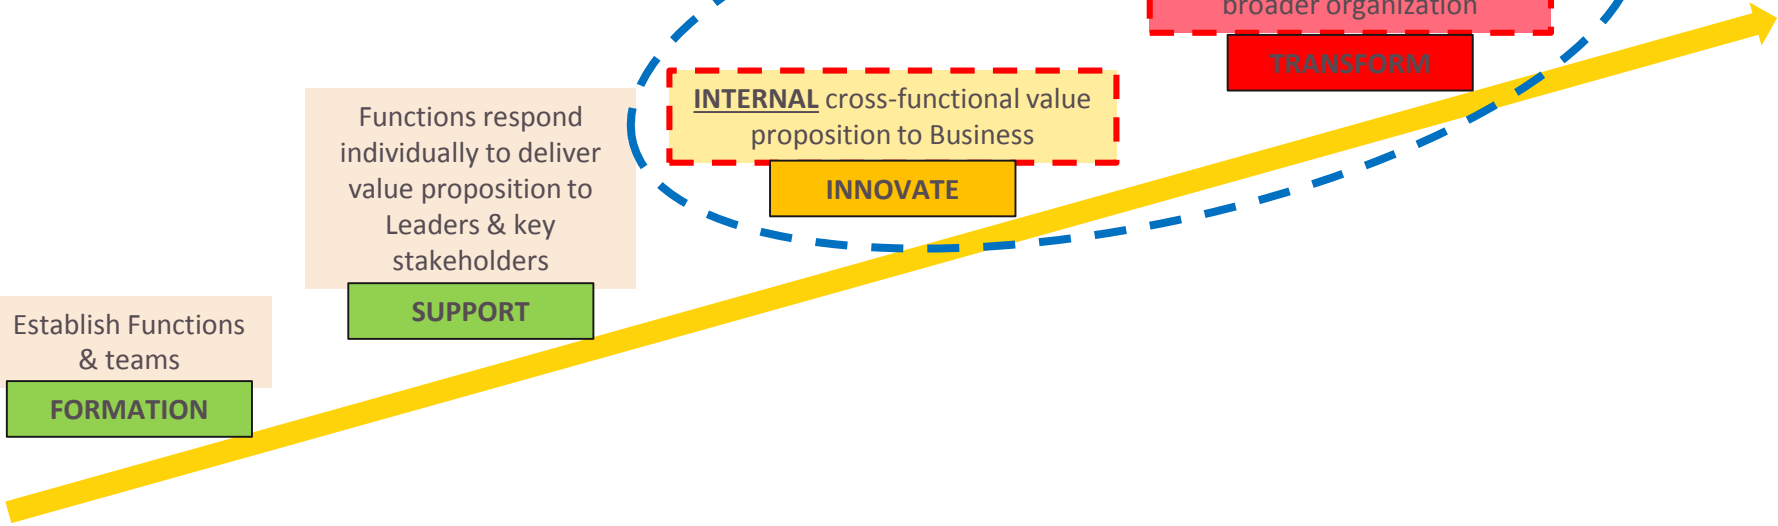 broader organization
TRANSFORM
INTERNAL cross-functional value
proposition to Business
INNOVATE
Functions respond
individually to deliver
value proposition to
Leaders & key
stakeholders
SUPPORT
Establish Functions
& teams
FORMATION